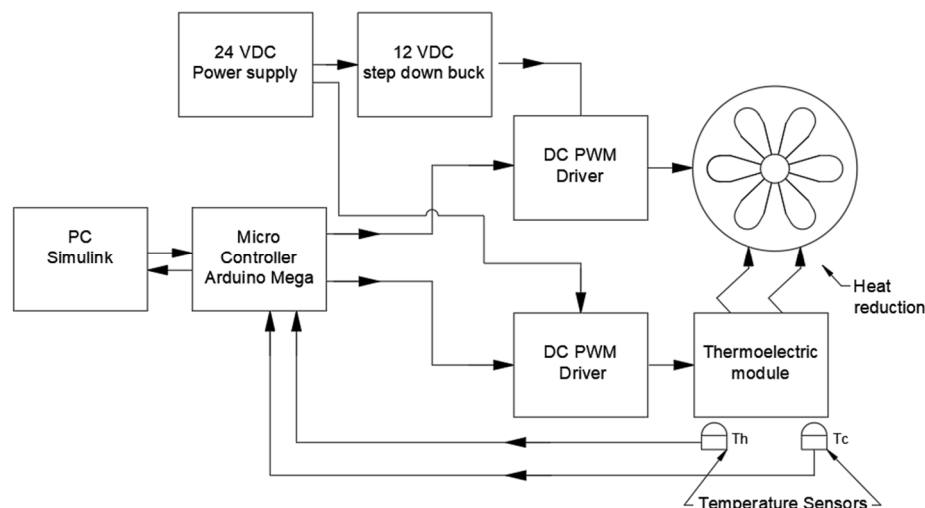 24 VDC
Power supply
12 VDC
step down buck
DC PWM
Driver
PC
Simulink
Micro
Controller
Arduino Mega
Heat
reduction
DC PWM
Driver
Thermoelectric
module
Th
Tc
Temperature Sensors